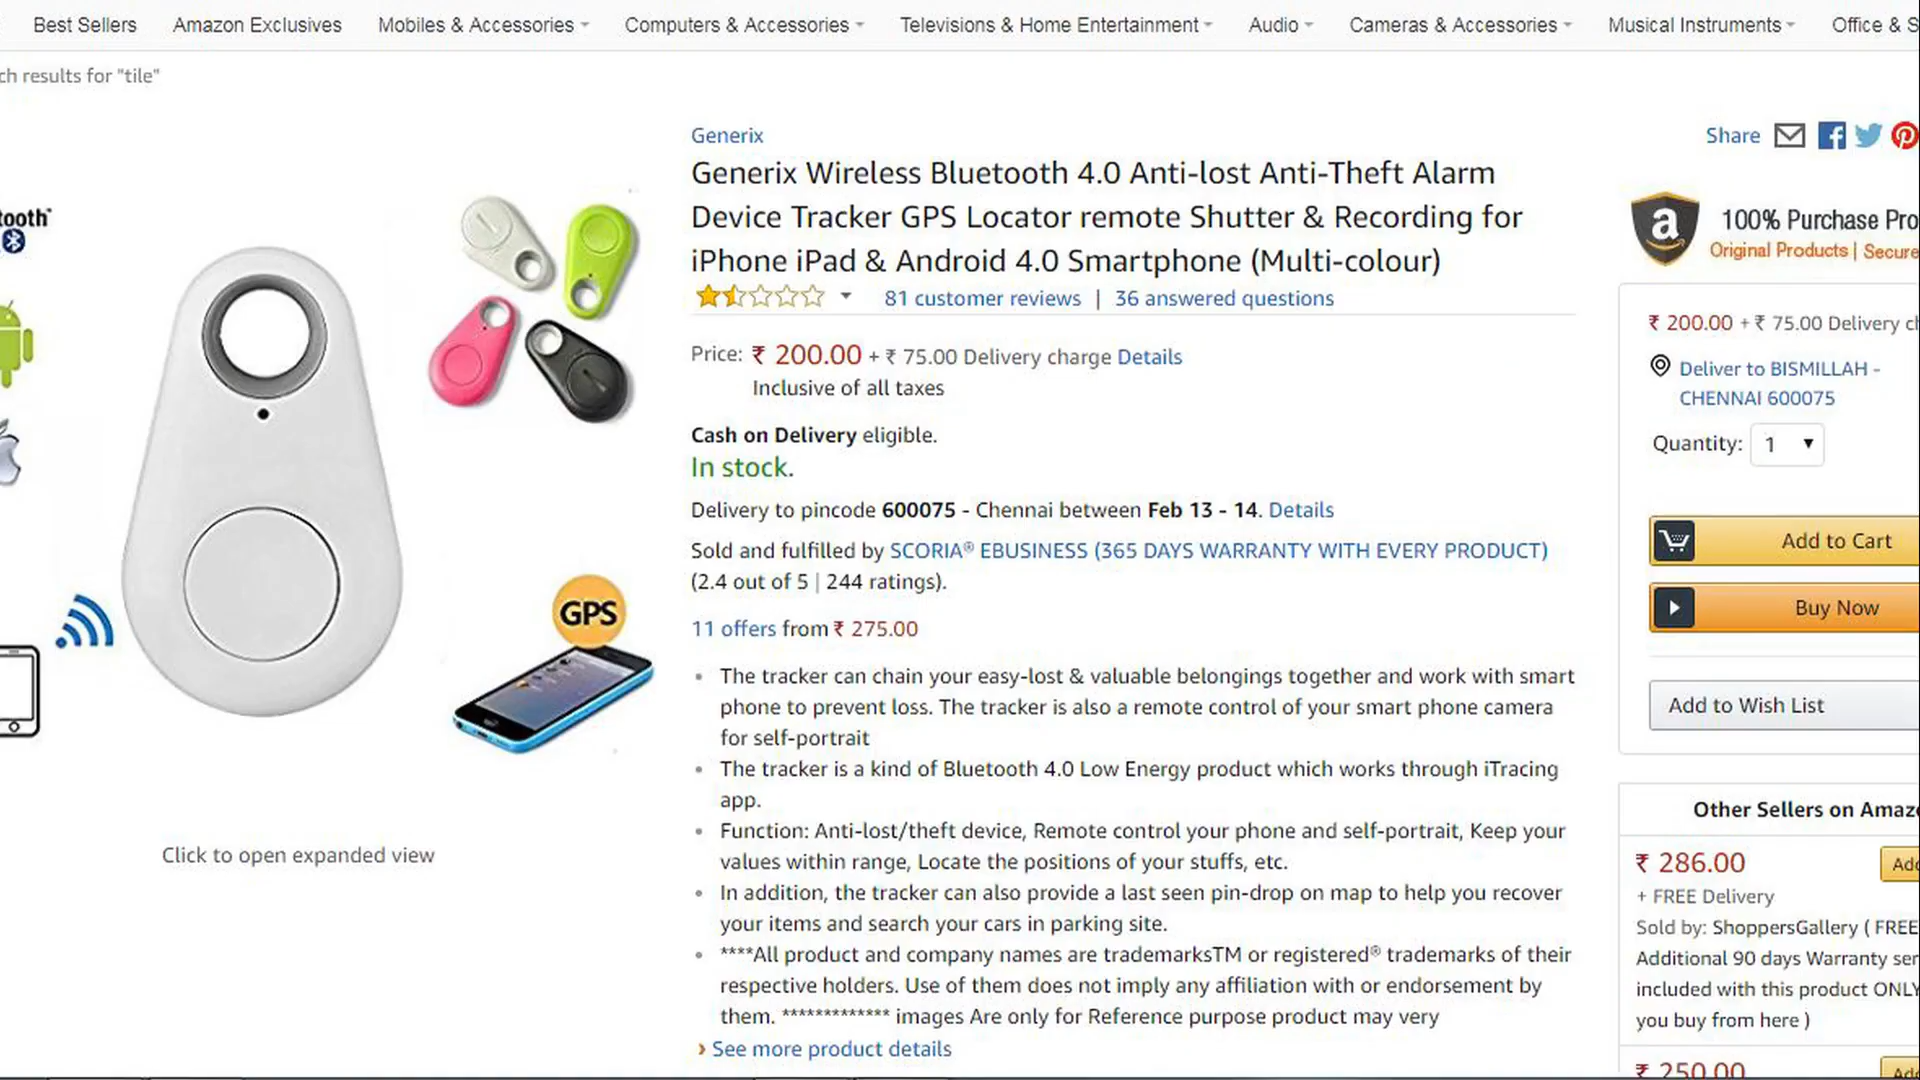 Best Sellers Amazon Exclusives Mobiles & Accessories Computers & Accessories Televisions & Home Entertainment Audio Cameras & Accessories Musical Instruments Office & S
ch results for "tile"
Generix
Share
Generix Wireless Bluetooth 4.0 Anti-lost Anti-Theft Alarm
Device Tracker GPS Locator remote Shutter & Recording for
iPhone iPad & Android 4.0 Smartphone (Multi-colour)
81 customer reviews | 36 answered questions
Price: ₹ 200.00 + ₹ 75.00 Delivery charge Details
Inclusive of all taxes
Cash on Delivery eligible.
In stock.
Delivery to pincode 600075 - Chennai between Feb 13 - 14. Details
Sold and fulfilled by SCORIA® EBUSINESS (365 DAYS WARRANTY WITH EVERY PRODUCT)
(2.4 out of 5 | 244 ratings).
11 offers from ₹ 275.00
• The tracker can chain your easy-lost & valuable belongings together and work with smart
phone to prevent loss. The tracker is also a remote control of your smart phone camera
for self-portrait
• The tracker is a kind of Bluetooth 4.0 Low Energy product which works through iTracing
app.
• Function: Anti-lost/theft device, Remote control your phone and self-portrait, Keep your
values within range, Locate the positions of your stuffs, etc.
• In addition, the tracker can also provide a last seen pin-drop on map to help you recover
your items and search your cars in parking site.
• ****All product and company names are trademarksTM or registered® trademarks of their
respective holders. Use of them does not imply any affiliation with or endorsement by
them. ************* images Are only for Reference purpose product may very
› See more product details
tooth™
GPS
Click to open expanded view
a
100% Purchase Pro
Original Products | Secure
₹ 200.00 + ₹ 75.00 Delivery ch
Deliver to BISMILLAH -
CHENNAI 600075
Quantity: 1
Add to Cart
Buy Now
Add to Wish List
Other Sellers on Amazo
₹ 286.00 Add
+ FREE Delivery
Sold by: ShoppersGallery ( FREE
Additional 90 days Warranty ser
included with this product ONLY
you buy from here )
₹ 250.00 Add